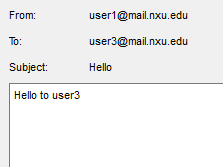 From: user1@mail.nxu.edu
To: user3@mail.nxu.edu
Subject: Hello
Hello to user3